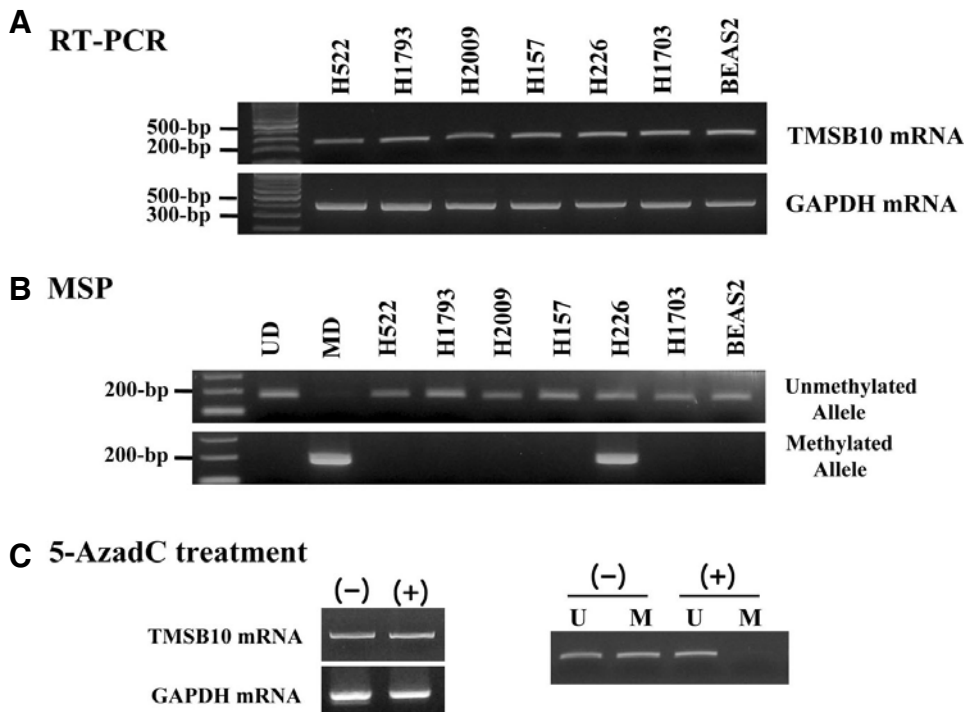 A RT-PCR
H522 H1793 H2009 H157 H226 H1703 BEAS2
500-bp
200-bp
TMSB10 mRNA
500-bp
300-bp
GAPDH mRNA
B MSP
UD MD H522 H1793 H2009 H157 H226 H1703 BEAS2
200-bp
Unmethylated
Allele
200-bp
Methylated
Allele
C 5-AzadC treatment
(−) (+)
TMSB10 mRNA
GAPDH mRNA
(−) (+)
U M U M